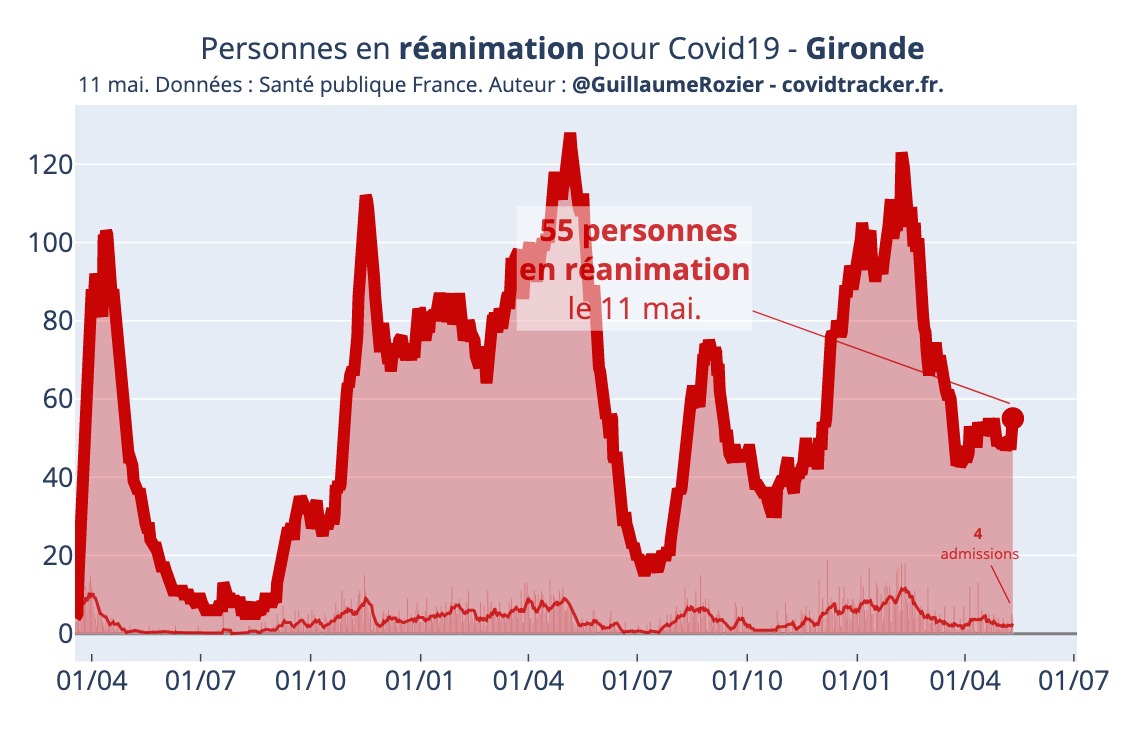 Personnes en réanimation pour Covid19 - Gironde
11 mai. Données : Santé publique France. Auteur : @GuillaumeRozier - covidtracker.fr.
120
100
80
60
40
20
0
55 personnes
en réanimation
le 11 mai.
4
admissions
01/04 01/07 01/10 01/01 01/04 01/07 01/10 01/01 01/04 01/07